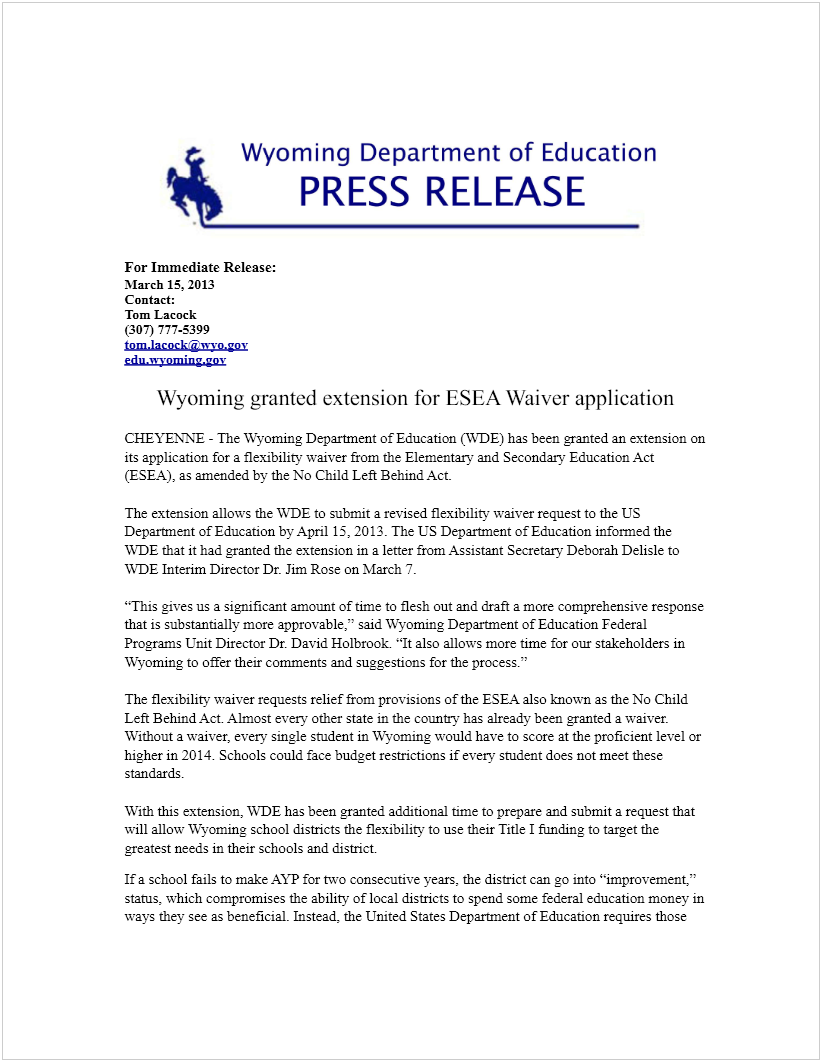 Wyoming Department of Education
PRESS RELEASE
For Immediate Release:
March 15, 2013
Contact:
Tom Lacock
(307) 777-5399
tom.lacock@wyo.gov
edu.wyoming.gov
Wyoming granted extension for ESEA Waiver application
CHEYENNE - The Wyoming Department of Education (WDE) has been granted an extension on
its application for a flexibility waiver from the Elementary and Secondary Education Act
(ESEA), as amended by the No Child Left Behind Act.
The extension allows the WDE to submit a revised flexibility waiver request to the US
Department of Education by April 15, 2013. The US Department of Education informed the
WDE that it had granted the extension in a letter from Assistant Secretary Deborah Delisle to
WDE Interim Director Dr. Jim Rose on March 7.
“This gives us a significant amount of time to flesh out and draft a more comprehensive response
that is substantially more approvable,” said Wyoming Department of Education Federal
Programs Unit Director Dr. David Holbrook. “It also allows more time for our stakeholders in
Wyoming to offer their comments and suggestions for the process.”
The flexibility waiver requests relief from provisions of the ESEA also known as the No Child
Left Behind Act. Almost every other state in the country has already been granted a waiver.
Without a waiver, every single student in Wyoming would have to score at the proficient level or
higher in 2014. Schools could face budget restrictions if every student does not meet these
standards.
With this extension, WDE has been granted additional time to prepare and submit a request that
will allow Wyoming school districts the flexibility to use their Title I funding to target the
greatest needs in their schools and district.
If a school fails to make AYP for two consecutive years, the district can go into “improvement,”
status, which compromises the ability of local districts to spend some federal education money in
ways they see as beneficial. Instead, the United States Department of Education requires those